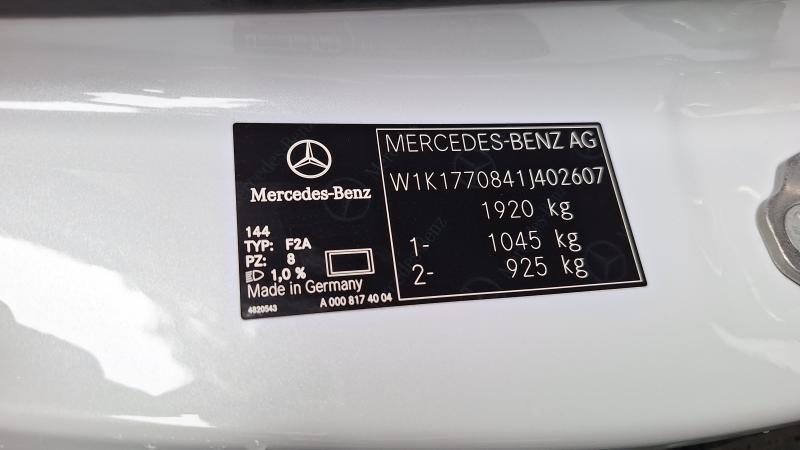 Mercedes-Benz
144
TYP: F2A
PZ: 8
1,0 %
Made in Germany
4820543
A 000 817 40 04
MERCEDES-BENZ AG
W1K1770841J402607
1920 kg
1- 1045 kg
2- 925 kg